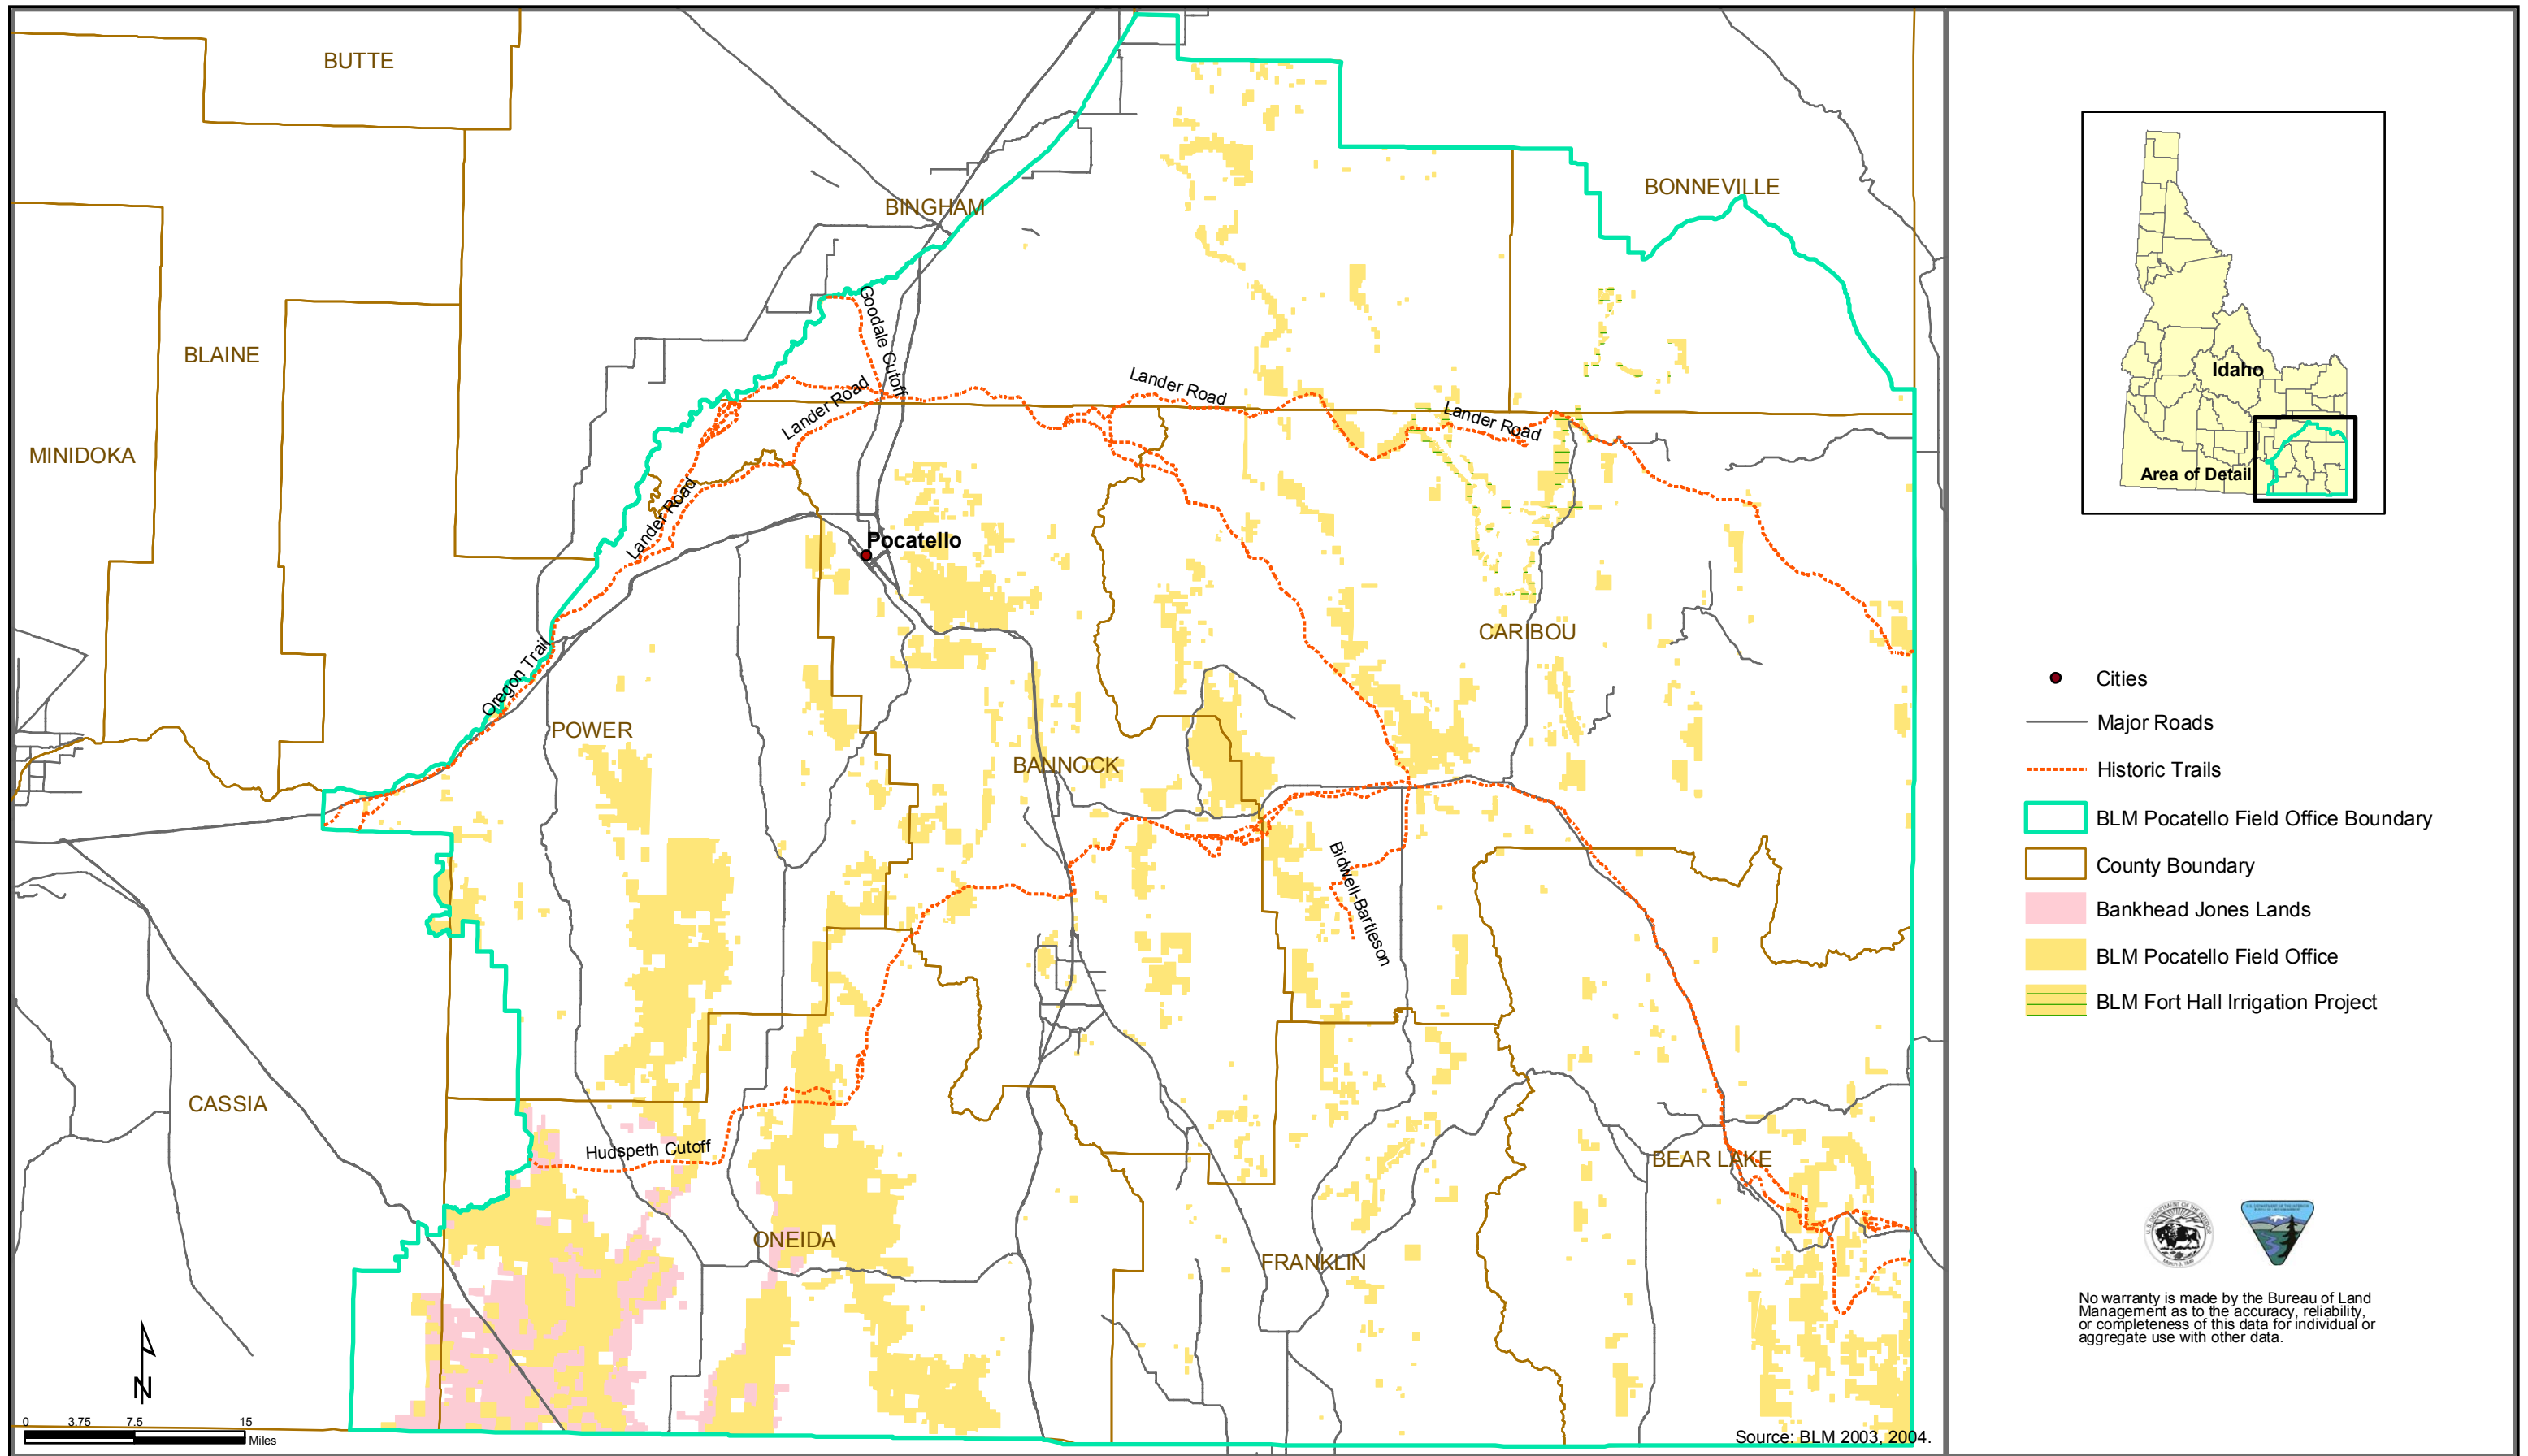 BUTTE
BINGHAM
BONNEVILLE
BLAINE
MINIDOKA
Goodale Cutoff
Lander Road
Lander Road
Lander Road
Lander Road
Pocatello
Oregon Trail
CARIBOU
POWER
BANNOCK
Bidwell-Bartleson
CASSIA
Hudspeth Cutoff
BEAR LAKE
ONEIDA
FRANKLIN
N
0 3.75 7.5 15
Miles
Source: BLM 2003, 2004.
Idaho
Area of Detail
Cities
Major Roads
Historic Trails
BLM Pocatello Field Office Boundary
County Boundary
Bankhead Jones Lands
BLM Pocatello Field Office
BLM Fort Hall Irrigation Project
No warranty is made by the Bureau of Land
Management as to the accuracy, reliability,
or completeness of this data for individual or
aggregate use with other data.